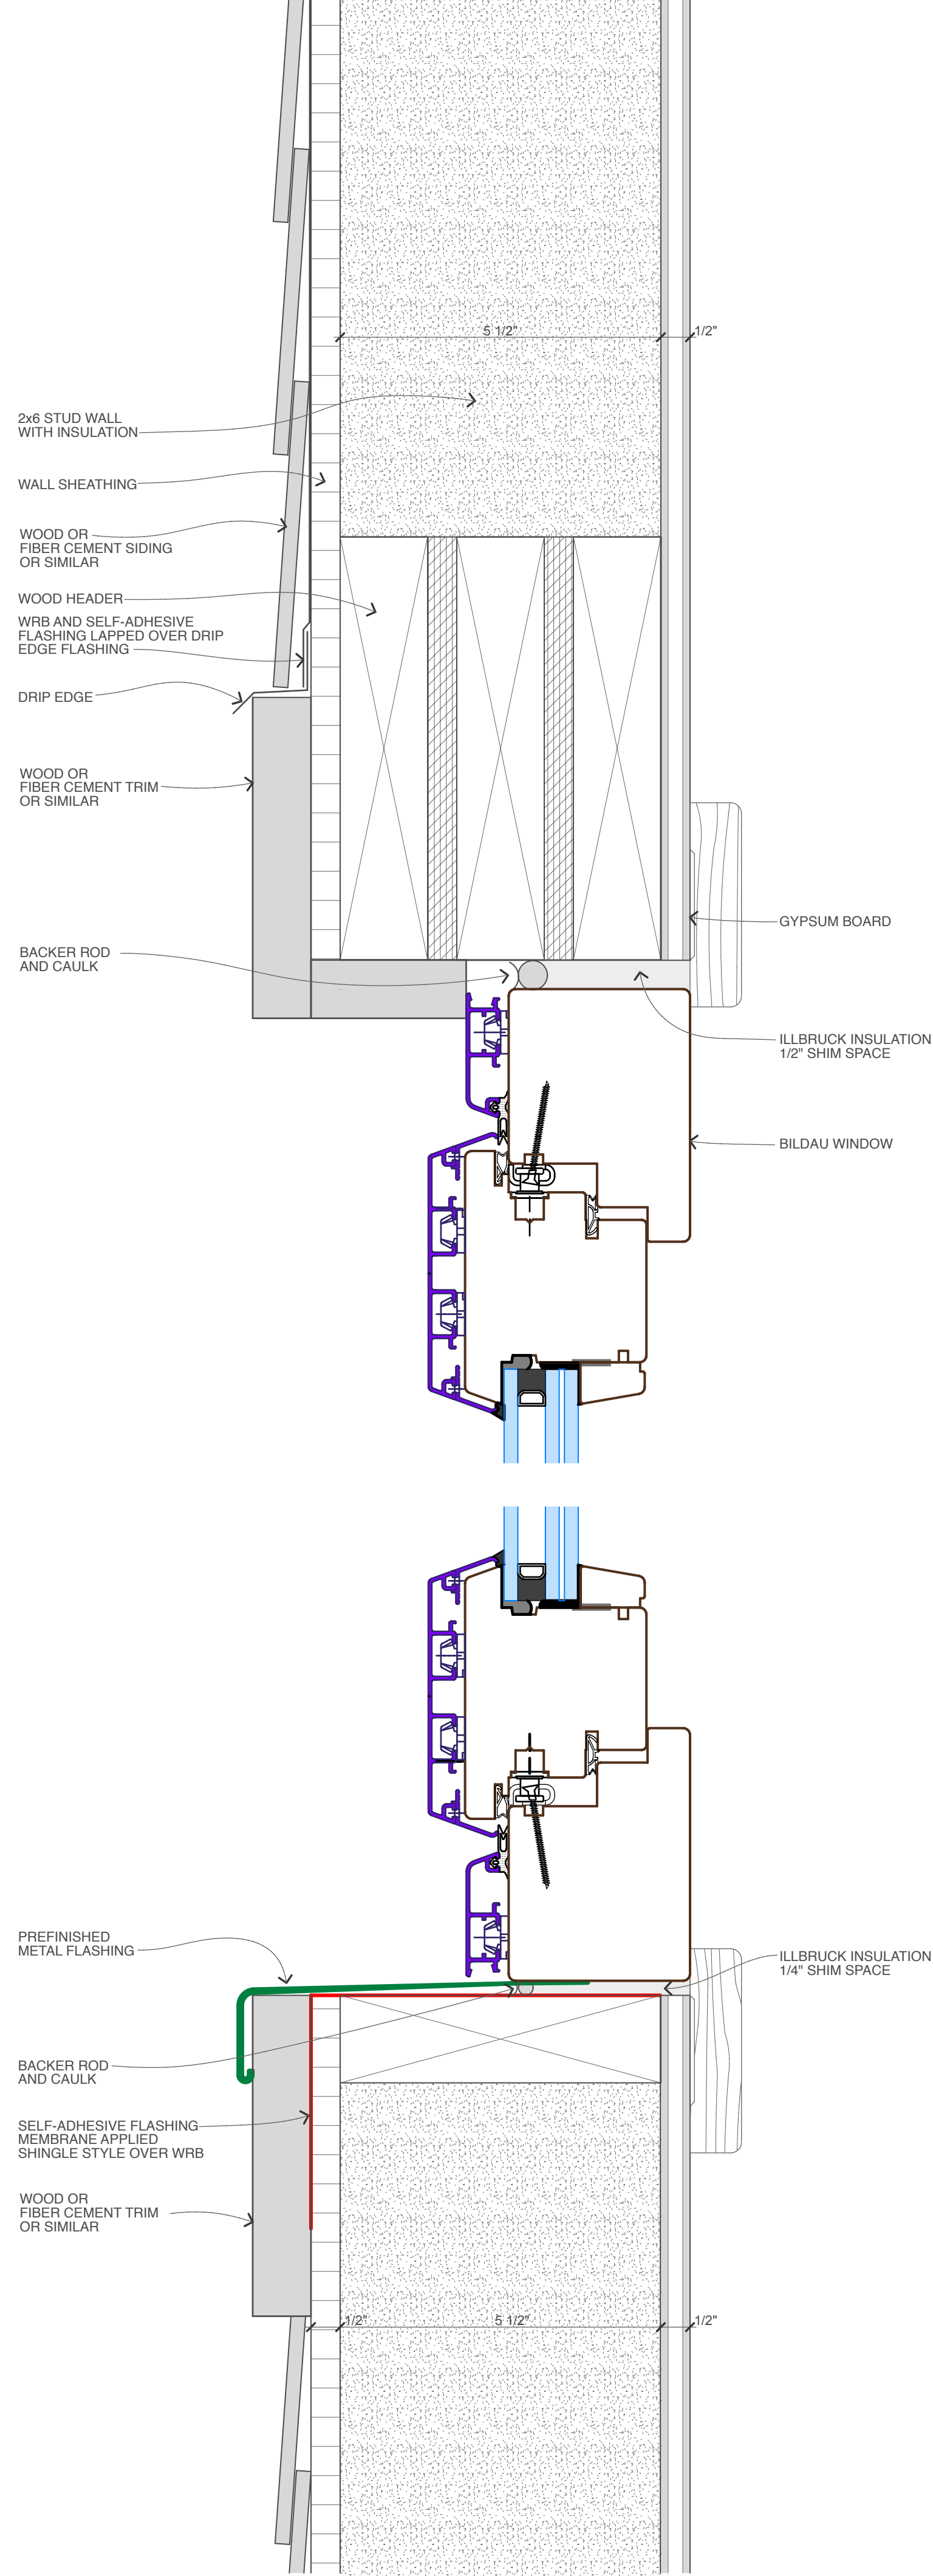 5 1/2"
1/2"
2x6 STUD WALL
WITH INSULATION
WALL SHEATHING
WOOD OR
FIBER CEMENT SIDING
OR SIMILAR
WOOD HEADER
WRB AND SELF-ADHESIVE
FLASHING LAPPED OVER DRIP
EDGE FLASHING
DRIP EDGE
WOOD OR
FIBER CEMENT TRIM
OR SIMILAR
GYPSUM BOARD
BACKER ROD
AND CAULK
ILLBRUCK INSULATION
1/2" SHIM SPACE
BILDAU WINDOW
PREFINISHED
METAL FLASHING
ILLBRUCK INSULATION
1/4" SHIM SPACE
BACKER ROD
AND CAULK
SELF-ADHESIVE FLASHING
MEMBRANE APPLIED
SHINGLE STYLE OVER WRB
WOOD OR
FIBER CEMENT TRIM
OR SIMILAR
1/2"
5 1/2"
1/2"